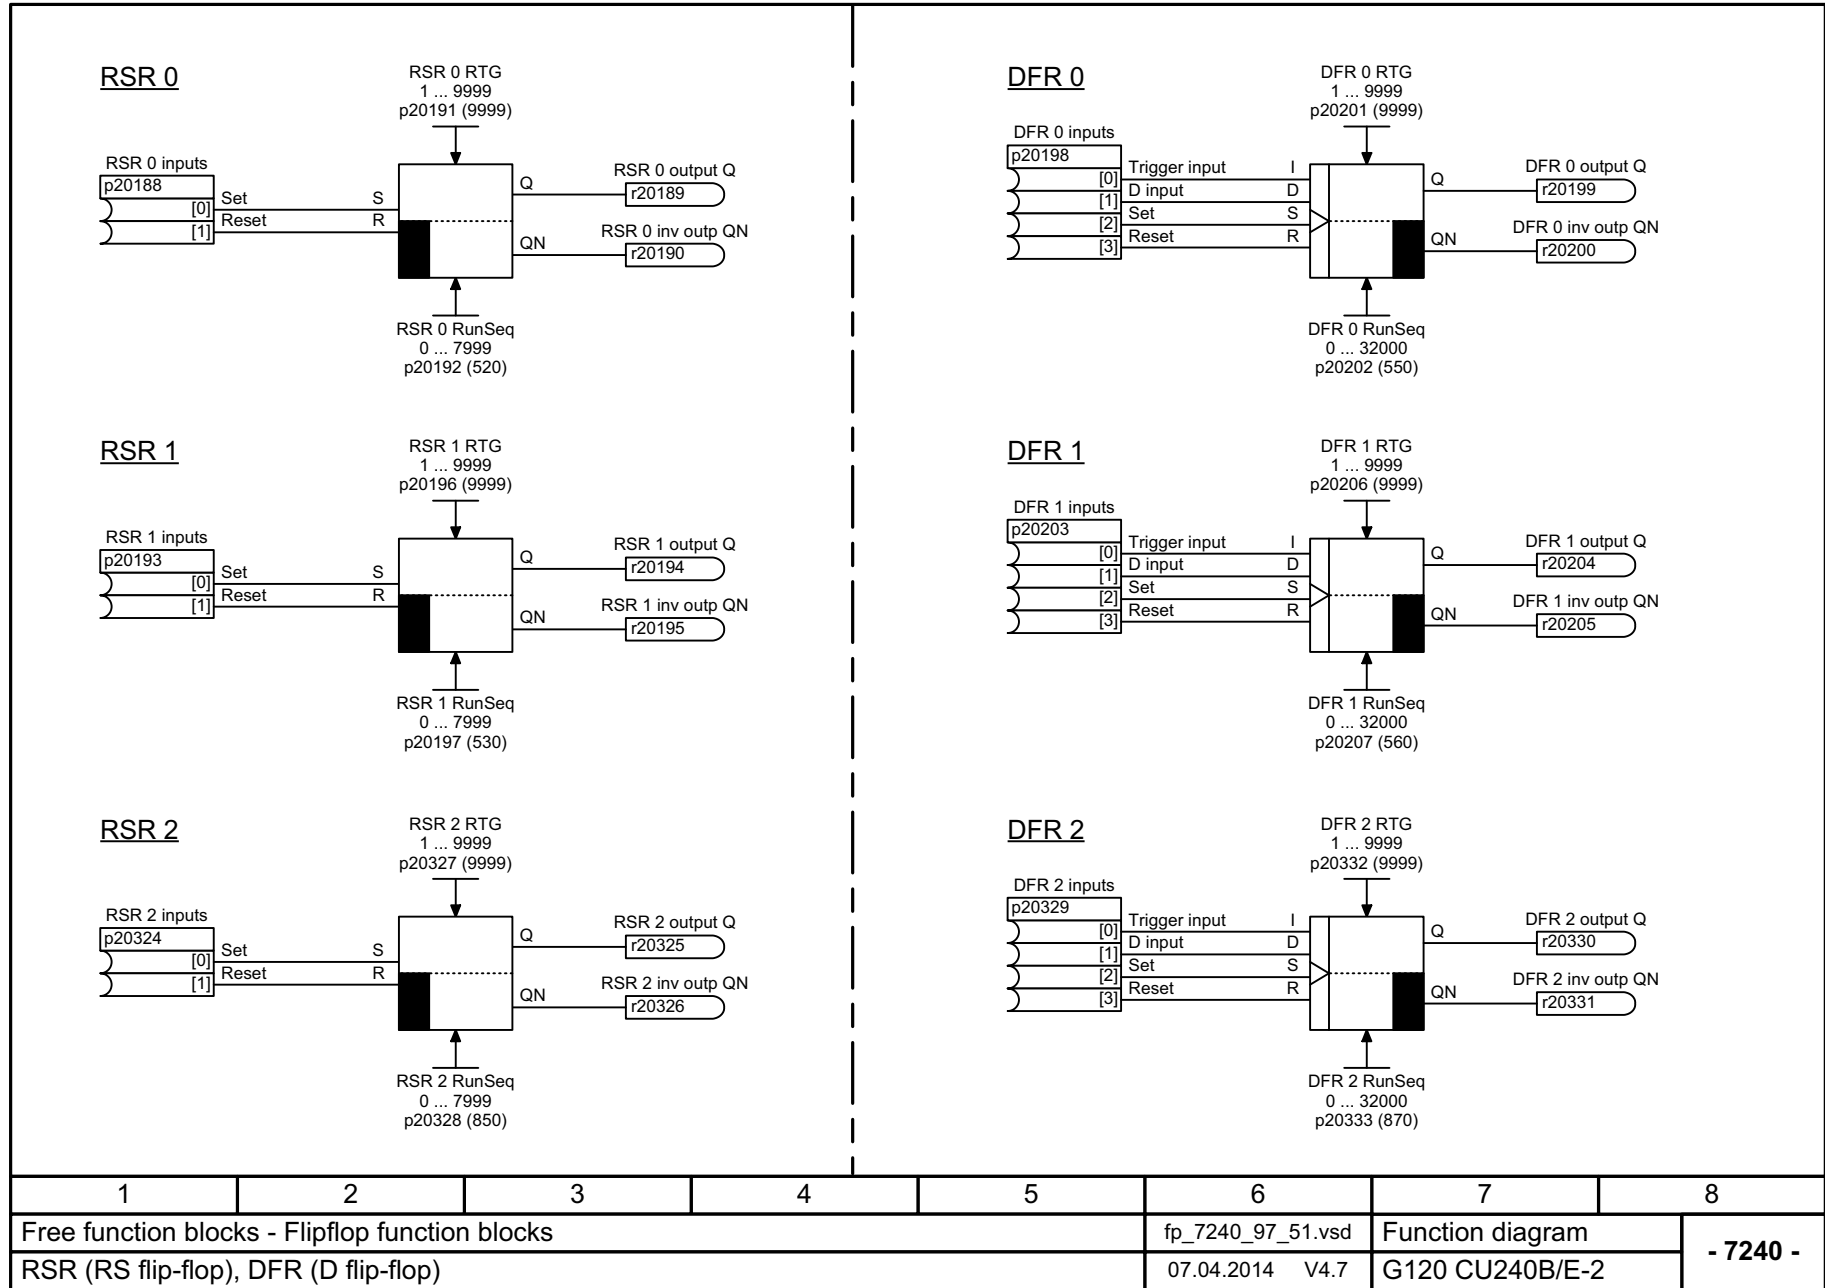 RSR 0
RSR 0 RTG
1 ... 9999
p20191 (9999)
RSR 0 inputs
p20188
[0]
[1]
Set
Reset
S
R
Q
QN
RSR 0 output Q
r20189
RSR 0 inv outp QN
r20190
RSR 0 RunSeq
0 ... 7999
p20192 (520)
RSR 1
RSR 1 RTG
1 ... 9999
p20196 (9999)
RSR 1 inputs
p20193
[0]
[1]
Set
Reset
S
R
Q
QN
RSR 1 output Q
r20194
RSR 1 inv outp QN
r20195
RSR 1 RunSeq
0 ... 7999
p20197 (530)
RSR 2
RSR 2 RTG
1 ... 9999
p20327 (9999)
RSR 2 inputs
p20324
[0]
[1]
Set
Reset
S
R
Q
QN
RSR 2 output Q
r20325
RSR 2 inv outp QN
r20326
RSR 2 RunSeq
0 ... 7999
p20328 (850)
DFR 0
DFR 0 RTG
1 ... 9999
p20201 (9999)
DFR 0 inputs
p20198
[0]
[1]
[2]
[3]
Trigger input
D input
Set
Reset
I
D
S
R
Q
QN
DFR 0 output Q
r20199
DFR 0 inv outp QN
r20200
DFR 0 RunSeq
0 ... 32000
p20202 (550)
DFR 1
DFR 1 RTG
1 ... 9999
p20206 (9999)
DFR 1 inputs
p20203
[0]
[1]
[2]
[3]
Trigger input
D input
Set
Reset
I
D
S
R
Q
QN
DFR 1 output Q
r20204
DFR 1 inv outp QN
r20205
DFR 1 RunSeq
0 ... 32000
p20207 (560)
DFR 2
DFR 2 RTG
1 ... 9999
p20332 (9999)
DFR 2 inputs
p20329
[0]
[1]
[2]
[3]
Trigger input
D input
Set
Reset
I
D
S
R
Q
QN
DFR 2 output Q
r20330
DFR 2 inv outp QN
r20331
DFR 2 RunSeq
0 ... 32000
p20333 (870)
1 2 3 4 5 6 7 8
Free function blocks - Flipflop function blocks
RSR (RS flip-flop), DFR (D flip-flop)
fp_7240_97_51.vsd
07.04.2014 V4.7
Function diagram
G120 CU240B/E-2
- 7240 -